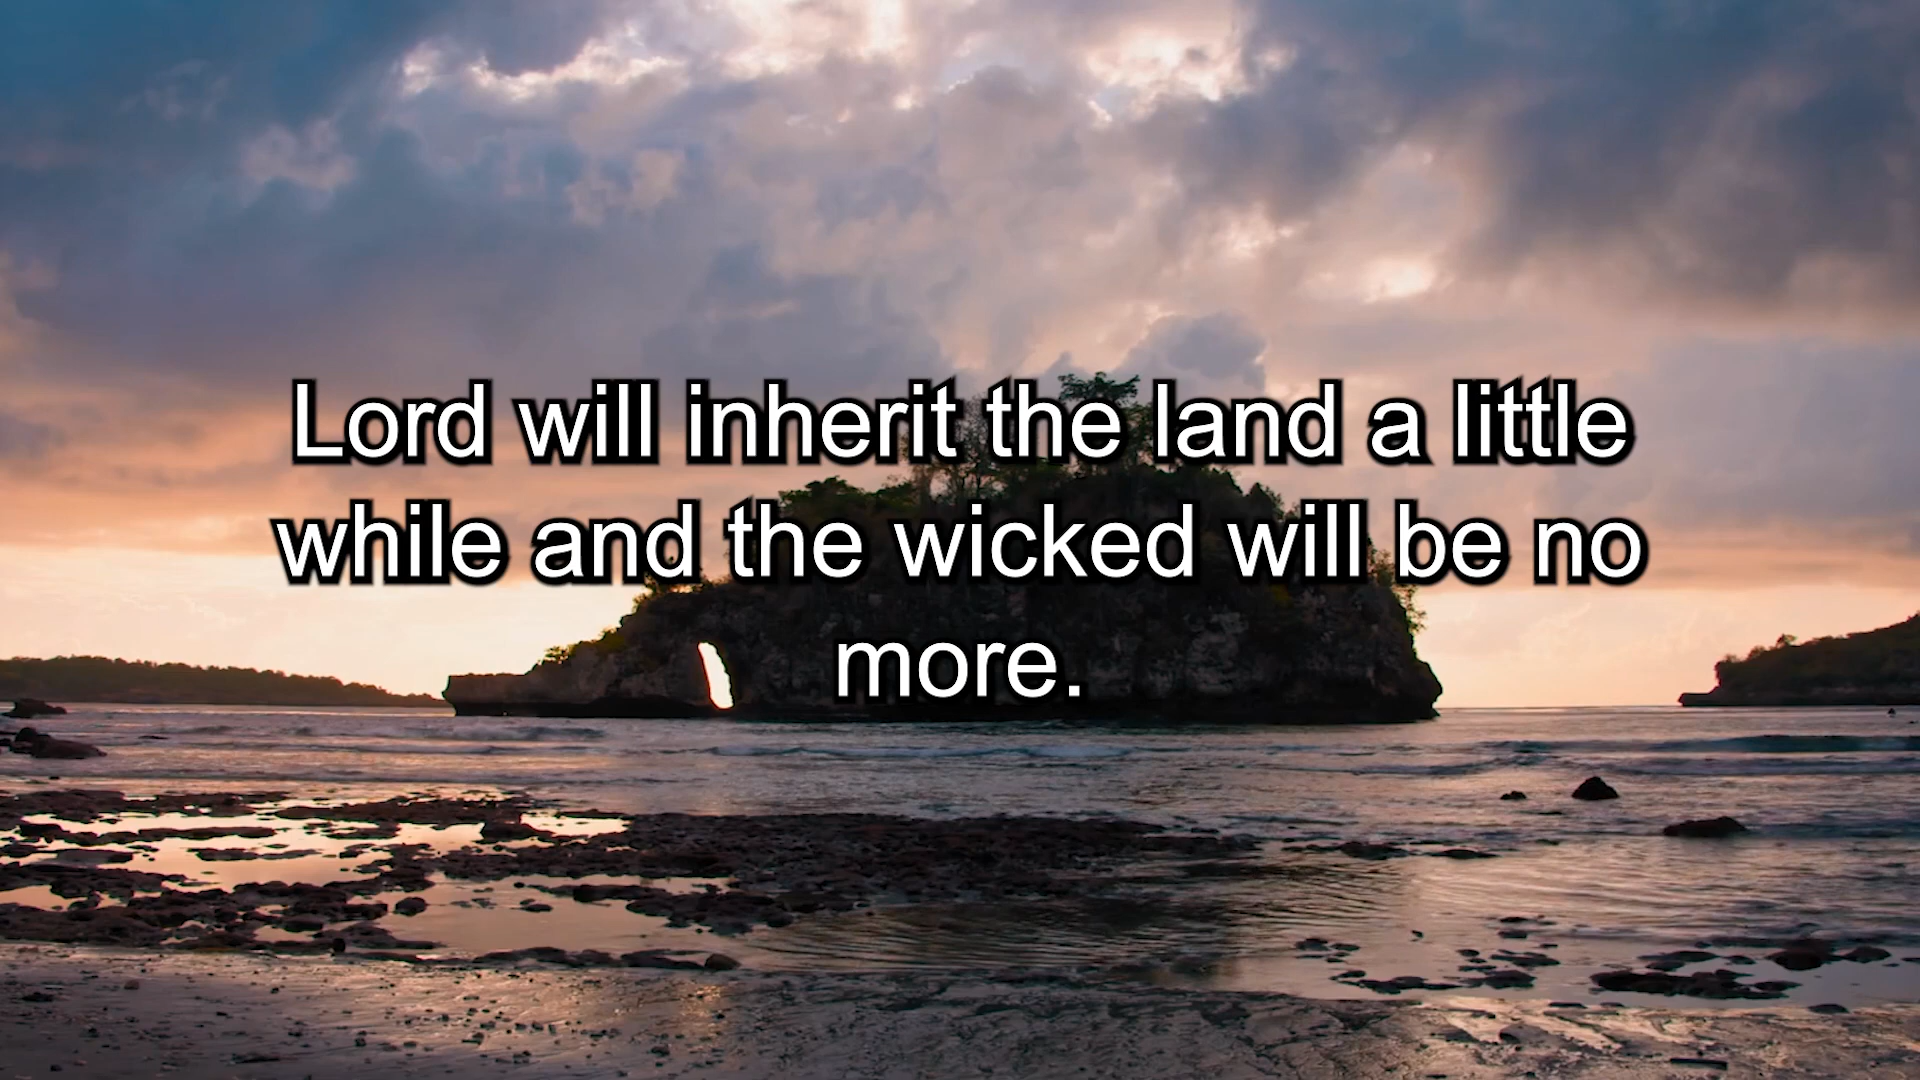 Lord will inherit the land a little
while and the wicked will be no
more.